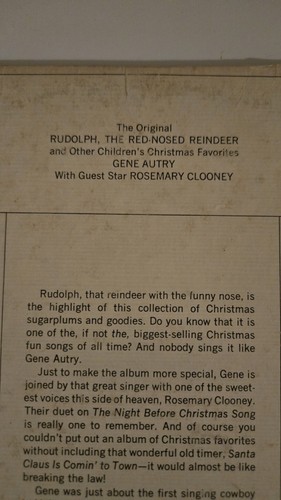 The Original
RUDOLPH, THE RED-NOSED REINDEER
and Other Children's Christmas Favorites
GENE AUTRY
With Guest Star ROSEMARY CLOONEY
Rudolph, that reindeer with the funny nose, is
the highlight of this collection of Christmas
sugarplums and goodies. Do you know that it is
one of the, if not the, biggest-selling Christmas
fun songs of all time? And nobody sings it like
Gene Autry.
Just to make the album more special, Gene is
joined by that great singer with one of the sweet-
est voices this side of heaven, Rosemary Clooney.
Their duet on The Night Before Christmas Song
is really one to remember. And of course you
couldn't put out an album of Christmas favorites
without including that wonderful old timer, Santa
Claus Is Comin' to Town—it would almost be like
breaking the law!
Gene was just about the first singing cowboy